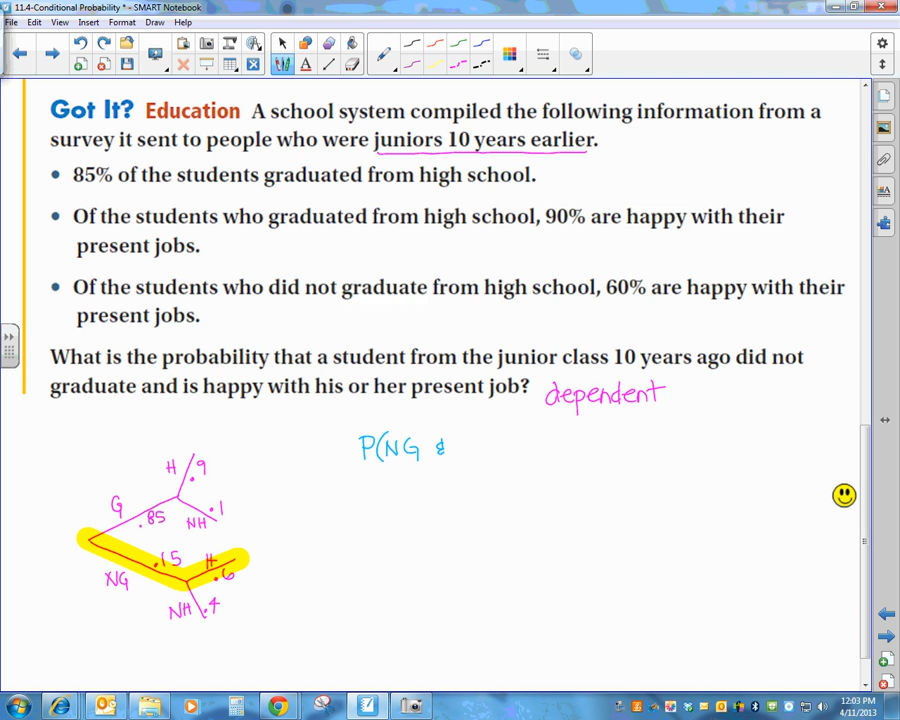 11.4-Conditional Probability * - SMART Notebook
File Edit View Insert Format Draw Help
Got It? Education A school system compiled the following information from a
survey it sent to people who were juniors 10 years earlier.
• 85% of the students graduated from high school.
• Of the students who graduated from high school, 90% are happy with their
present jobs.
• Of the students who did not graduate from high school, 60% are happy with their
present jobs.
What is the probability that a student from the junior class 10 years ago did not
graduate and is happy with his or her present job? dependent
P(NG &
H .9
G .85
NH .1
.15 H .6
NG
NH .4
12:03 PM
4/11/2013